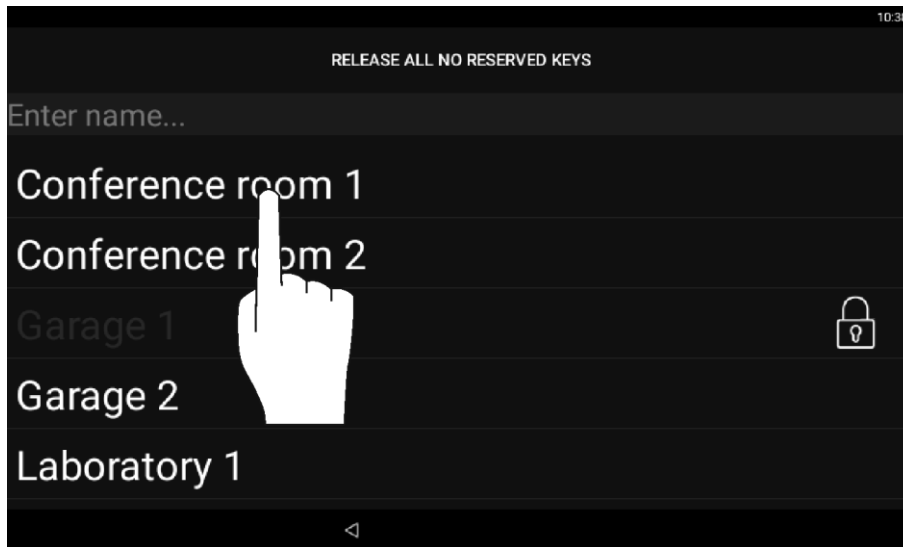 10:38
RELEASE ALL NO RESERVED KEYS
Enter name...
Conference room 1
Conference room 2
Garage 1
Garage 2
Laboratory 1